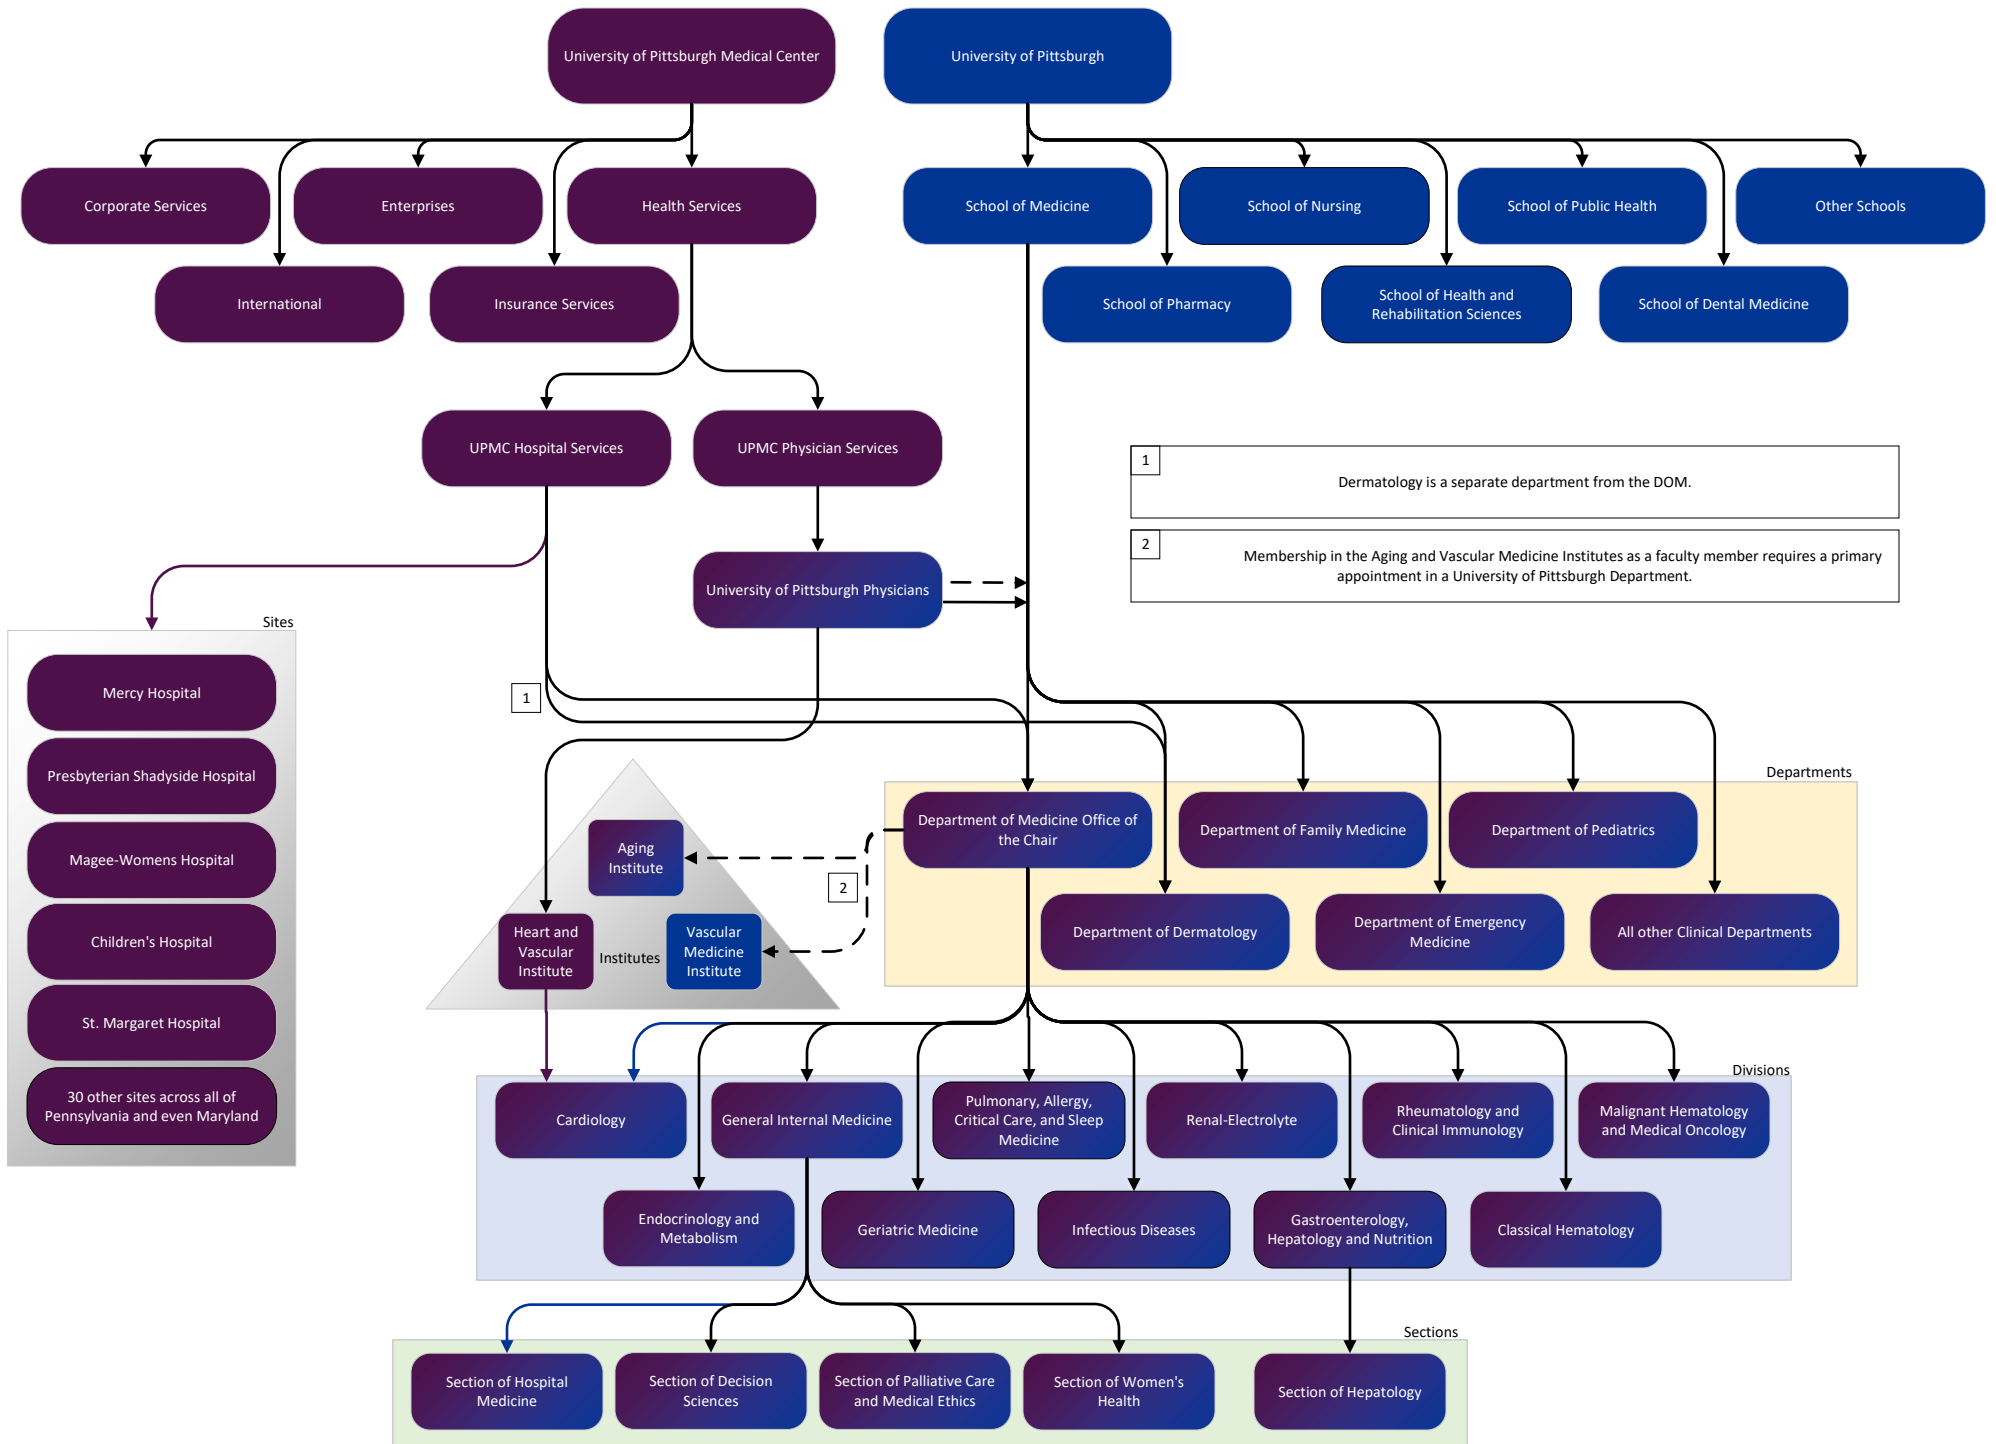 University of Pittsburgh Medical Center
University of Pittsburgh
Corporate Services
Enterprises
Health Services
School of Medicine
School of Nursing
School of Public Health
Other Schools
International
Insurance Services
School of Pharmacy
School of Health and
Rehabilitation Sciences
School of Dental Medicine
UPMC Hospital Services
UPMC Physician Services
1
Dermatology is a separate department from the DOM.
2
Membership in the Aging and Vascular Medicine Institutes as a faculty member requires a primary
appointment in a University of Pittsburgh Department.
University of Pittsburgh Physicians
Sites
Mercy Hospital
Presbyterian Shadyside Hospital
Magee-Womens Hospital
Children's Hospital
St. Margaret Hospital
30 other sites across all of
Pennsylvania and even Maryland
1
Departments
Department of Medicine Office of
the Chair
Department of Family Medicine
Department of Pediatrics
Department of Dermatology
Department of Emergency
Medicine
All other Clinical Departments
Aging
Institute
2
Heart and
Vascular
Institute
Institutes
Vascular
Medicine
Institute
Divisions
Cardiology
General Internal Medicine
Pulmonary, Allergy,
Critical Care, and Sleep
Medicine
Renal-Electrolyte
Rheumatology and
Clinical Immunology
Malignant Hematology
and Medical Oncology
Endocrinology and
Metabolism
Geriatric Medicine
Infectious Diseases
Gastroenterology,
Hepatology and Nutrition
Classical Hematology
Sections
Section of Hospital
Medicine
Section of Decision
Sciences
Section of Palliative Care
and Medical Ethics
Section of Women's
Health
Section of Hepatology